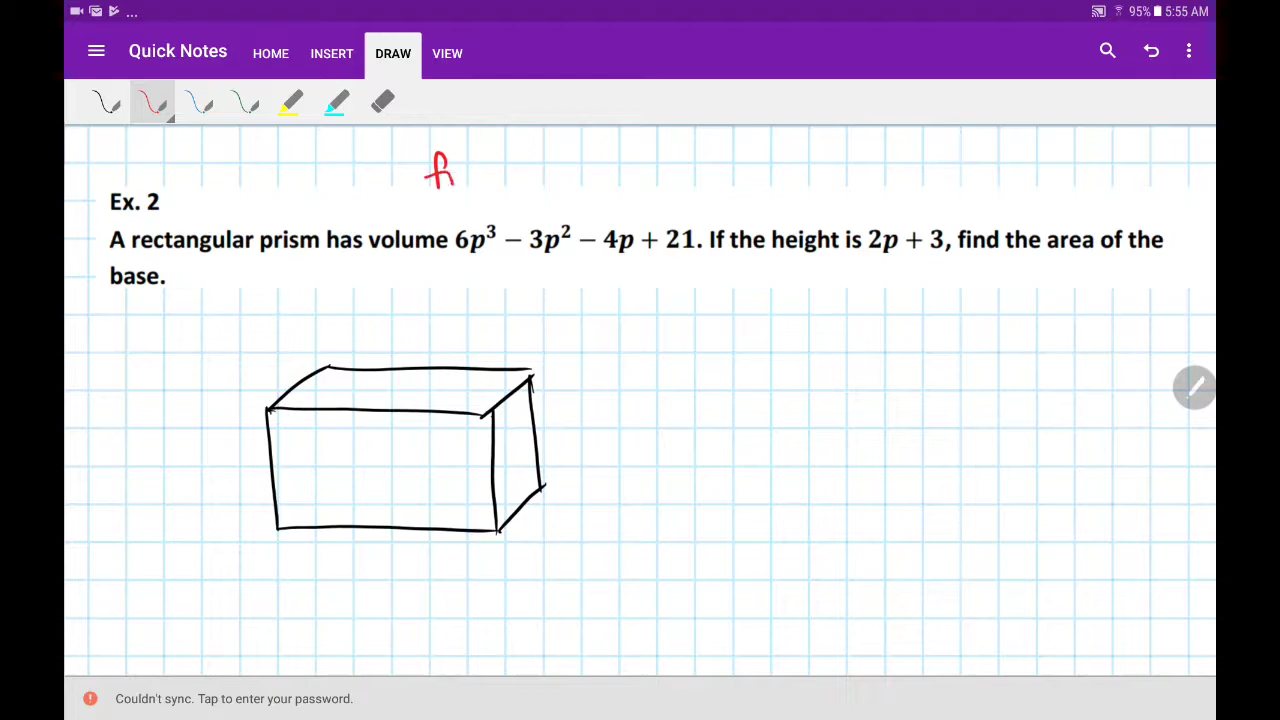 ... 95% 5:55 AM
Quick Notes HOME INSERT DRAW VIEW
Ex. 2
A rectangular prism has volume 6p³ − 3p² − 4p + 21. If the height is 2p + 3, find the area of the
base.
Couldn't sync. Tap to enter your password.